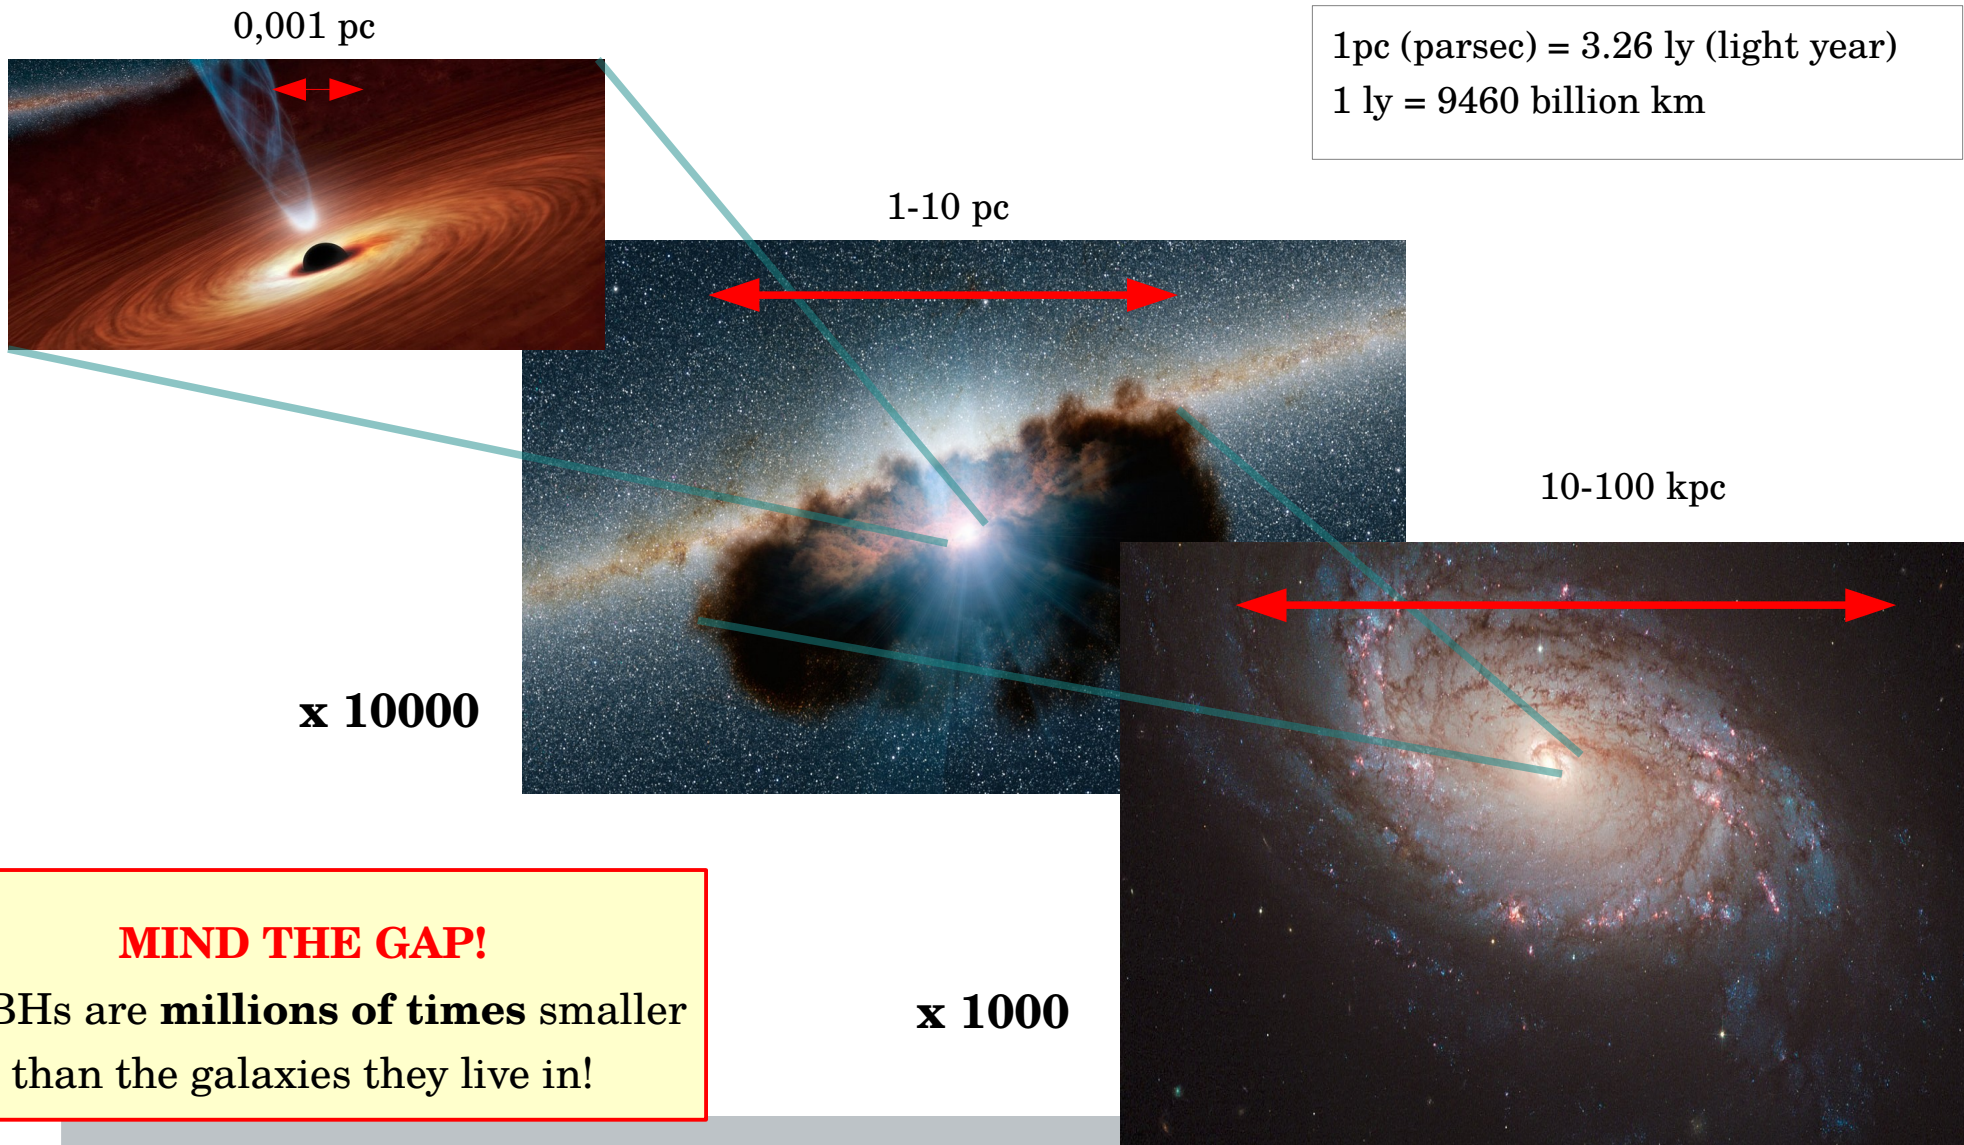 0,001 pc
1pc (parsec) = 3.26 ly (light year)
1 ly = 9460 billion km
1-10 pc
10-100 kpc
x 10000
MIND THE GAP!
BHs are millions of times smaller
than the galaxies they live in!
x 1000